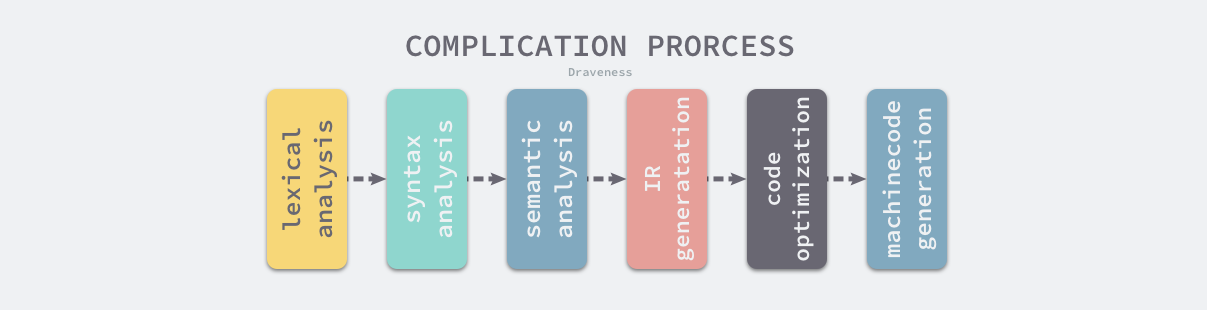 COMPLICATION PRORCESS
Draveness
lexical
analysis
syntax
analysis
semantic
analysis
IR
generatation
code
optimization
machinecode
generation